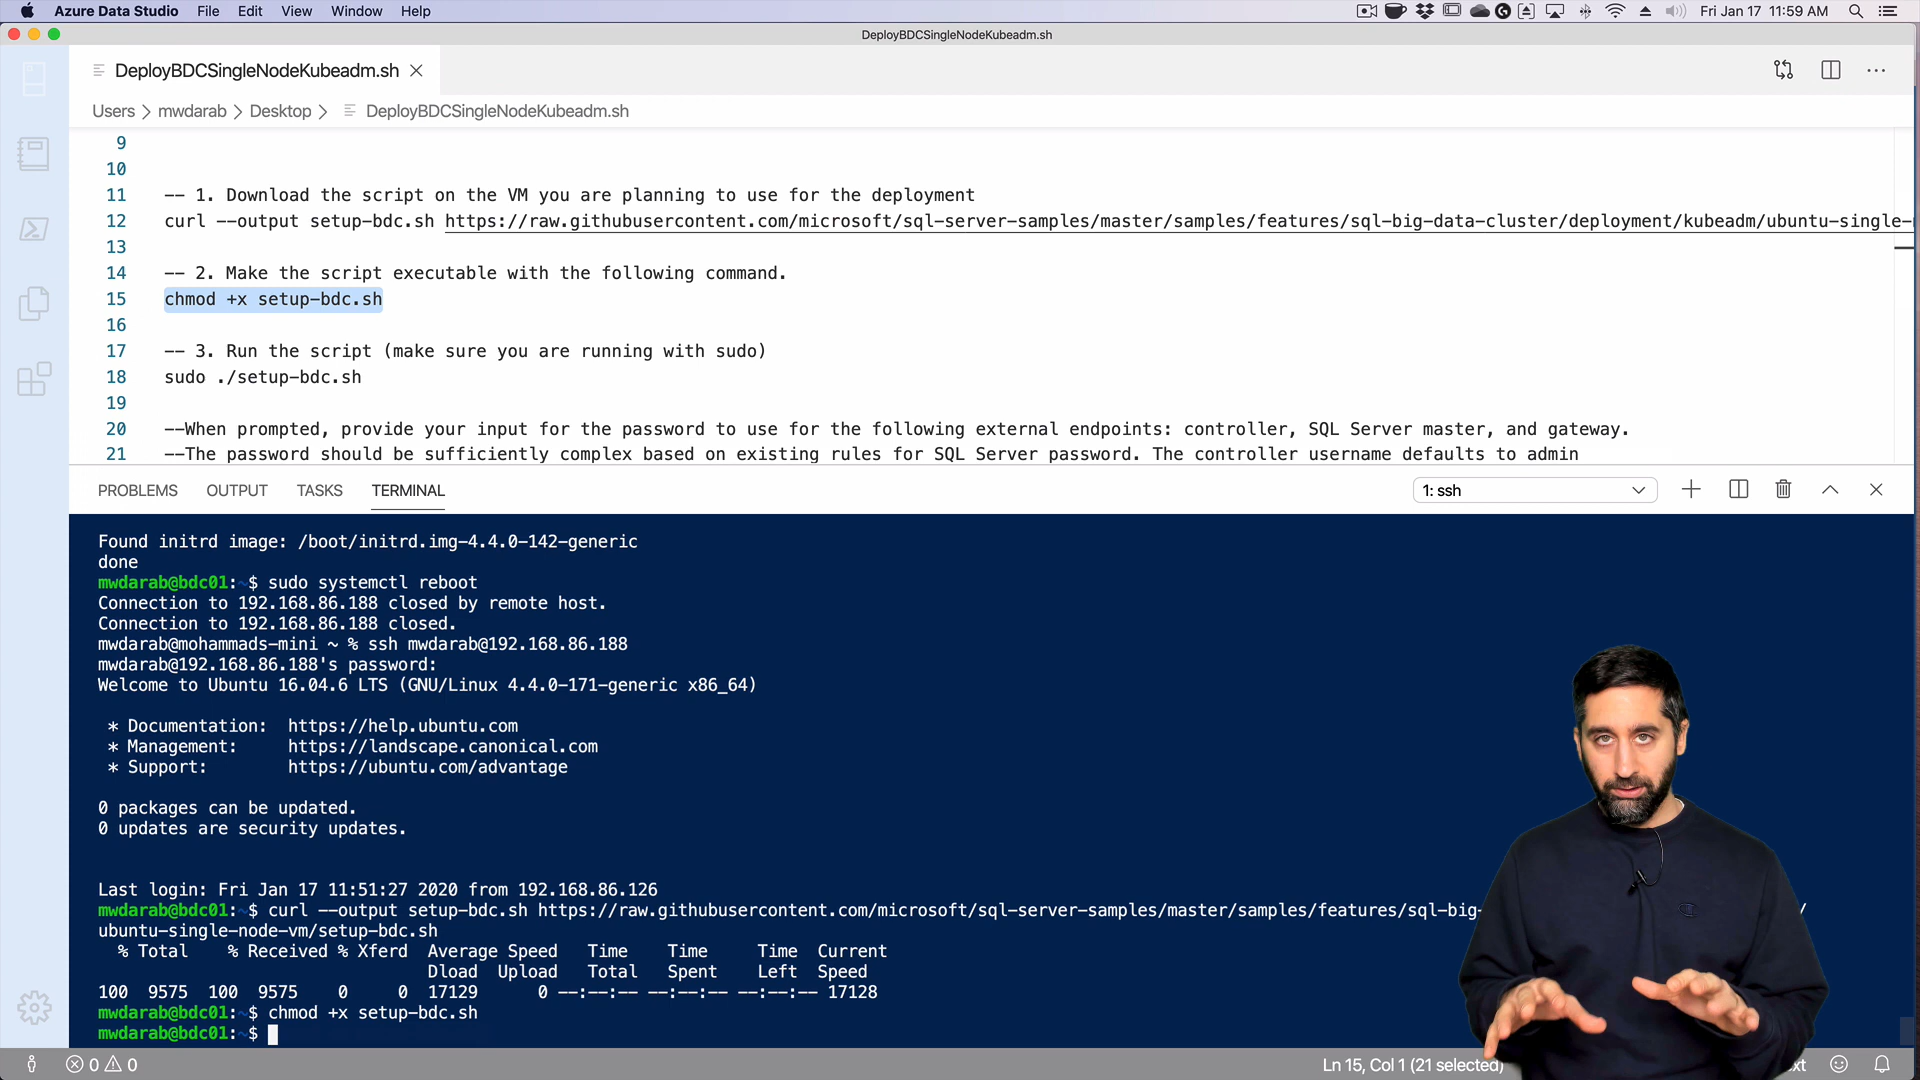 Azure Data Studio File Edit View Window Help Fri Jan 17 11:59 AM
DeployBDCSingleNodeKubeadm.sh
DeployBDCSingleNodeKubeadm.sh
Users > mwdarab > Desktop > DeployBDCSingleNodeKubeadm.sh
9
10
11 -- 1. Download the script on the VM you are planning to use for the deployment
12 curl --output setup-bdc.sh https://raw.githubusercontent.com/microsoft/sql-server-samples/master/samples/features/sql-big-data-cluster/deployment/kubeadm/ubuntu-single-
13
14 -- 2. Make the script executable with the following command.
15 chmod +x setup-bdc.sh
16
17 -- 3. Run the script (make sure you are running with sudo)
18 sudo ./setup-bdc.sh
19
20 --When prompted, provide your input for the password to use for the following external endpoints: controller, SQL Server master, and gateway.
21 --The password should be sufficiently complex based on existing rules for SQL Server password. The controller username defaults to admin
PROBLEMS OUTPUT TASKS TERMINAL 1: ssh
Found initrd image: /boot/initrd.img-4.4.0-142-generic
done
mwdarab@bdc01:~$ sudo systemctl reboot
Connection to 192.168.86.188 closed by remote host.
Connection to 192.168.86.188 closed.
mwdarab@mohammads-mini ~ % ssh mwdarab@192.168.86.188
mwdarab@192.168.86.188's password:
Welcome to Ubuntu 16.04.6 LTS (GNU/Linux 4.4.0-171-generic x86_64)
* Documentation: https://help.ubuntu.com
* Management: https://landscape.canonical.com
* Support: https://ubuntu.com/advantage
0 packages can be updated.
0 updates are security updates.
Last login: Fri Jan 17 11:51:27 2020 from 192.168.86.126
mwdarab@bdc01:~$ curl --output setup-bdc.sh https://raw.githubusercontent.com/microsoft/sql-server-samples/master/samples/features/sql-big- /
ubuntu-single-node-vm/setup-bdc.sh
% Total % Received % Xferd Average Speed Time Time Time Current
Dload Upload Total Spent Left Speed
100 9575 100 9575 0 0 17129 0 --:--:-- --:--:-- --:--:-- 17128
mwdarab@bdc01:~$ chmod +x setup-bdc.sh
mwdarab@bdc01:~$
0 0 Ln 15, Col 1 (21 selected)